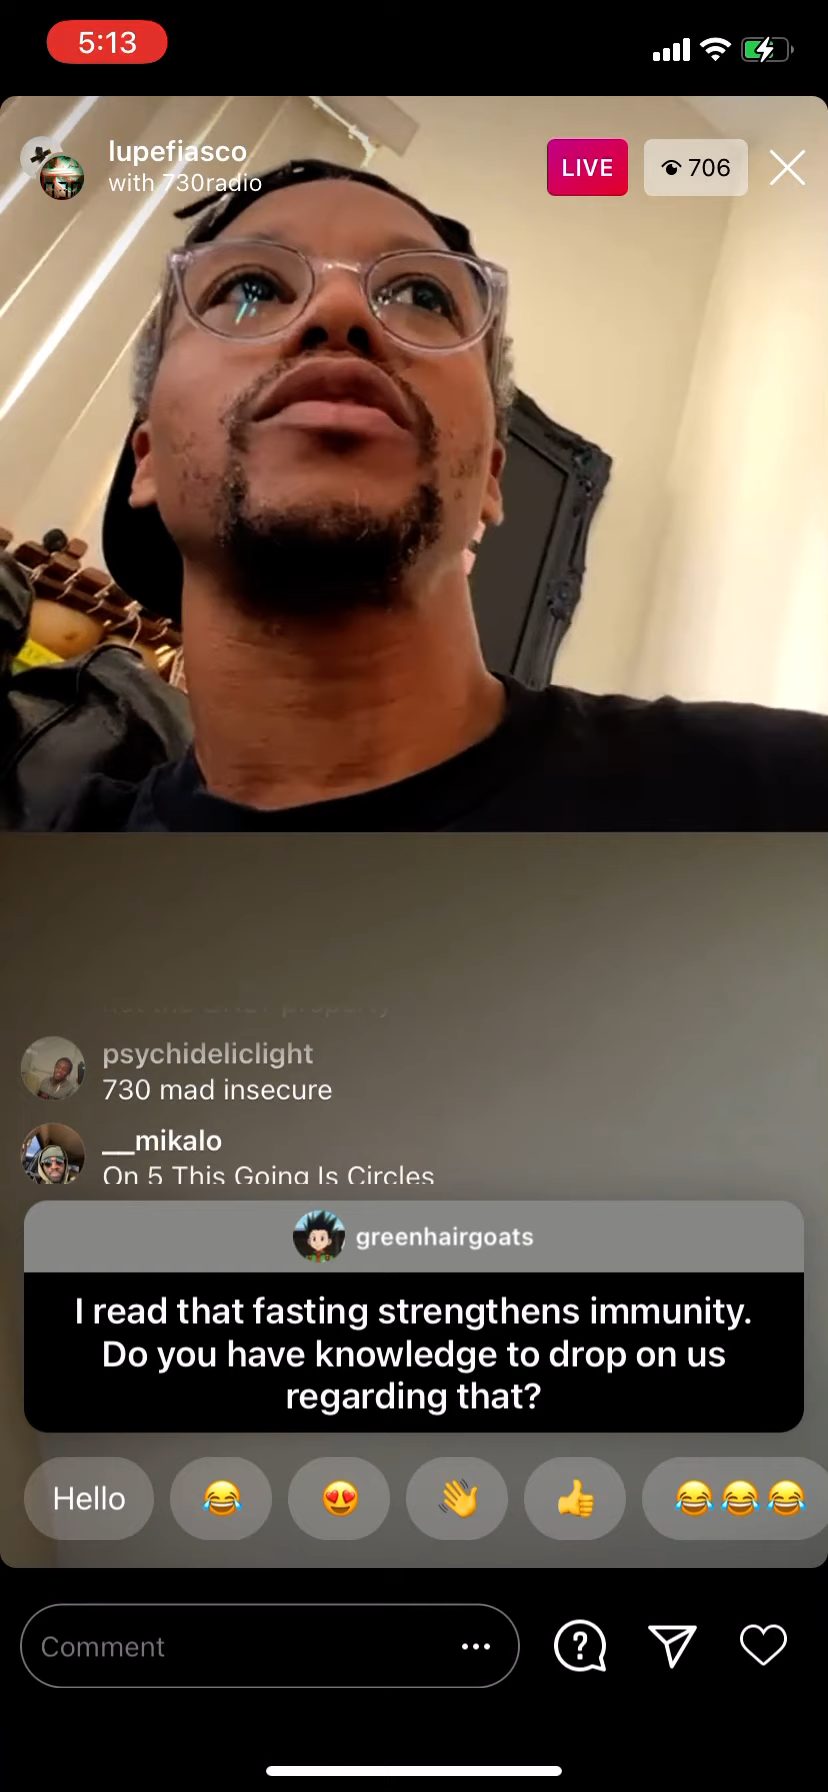 5:13
lupefiasco
with 730radio
LIVE
706
psychideliclight
730 mad insecure
__mikalo
On 5 This Going Is Circles
greenhairgoats
I read that fasting strengthens immunity.
Do you have knowledge to drop on us
regarding that?
Hello
Comment